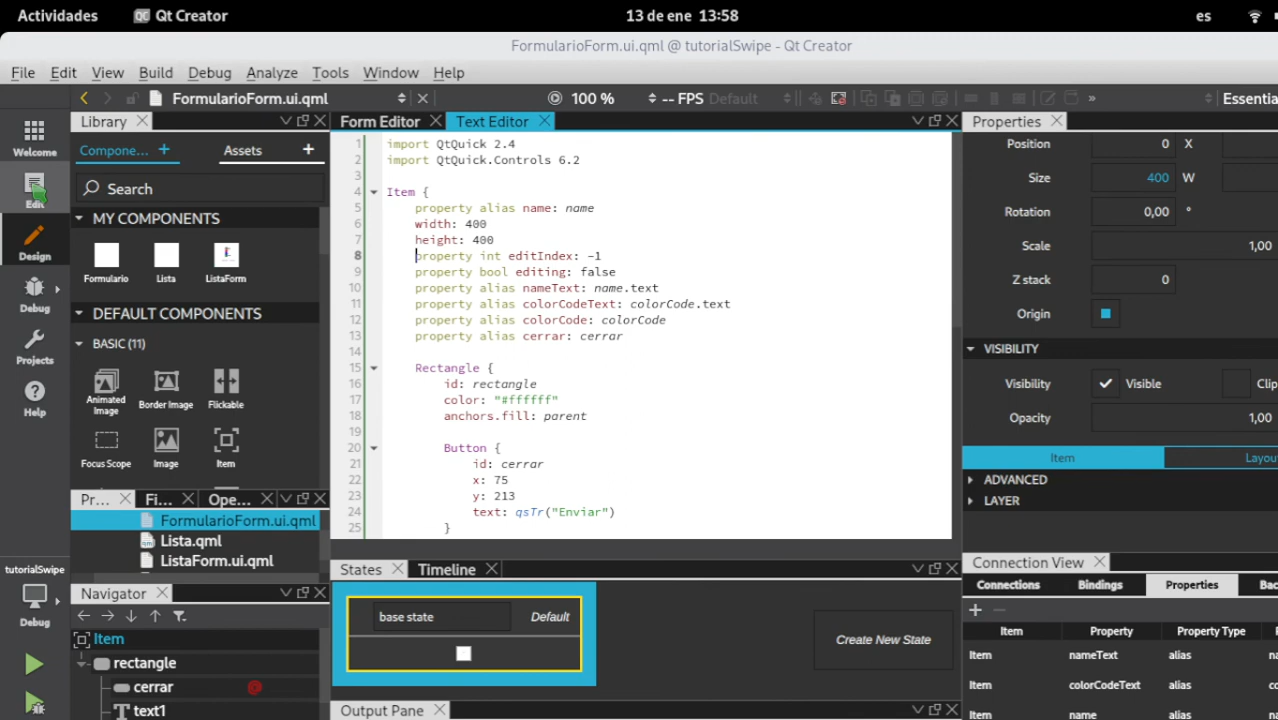 Actividades Qt Creator 13 de ene 13:58 es
FormularioForm.ui.qml @ tutorialSwipe - Qt Creator
File Edit View Build Debug Analyze Tools Window Help
FormularioForm.ui.qml 100 % -- FPS Default » Essentia
Welcome
Edit
Design
Debug
Projects
Help
tutorialSwipe
Debug
Library
Compone... + Assets +
Search
MY COMPONENTS
Formulario Lista ListaForm
DEFAULT COMPONENTS
BASIC (11)
Animated Image Border Image Flickable
Focus Scope Image Item
Pr... Fi... Ope...
FormularioForm.ui.qml
Lista.qml
ListaForm.ui.qml
Navigator
Item
rectangle
cerrar
text1
Form Editor Text Editor
1 import QtQuick 2.4
2 import QtQuick.Controls 6.2
3
4 Item {
5 property alias name: name
6 width: 400
7 height: 400
8 property int editIndex: -1
9 property bool editing: false
10 property alias nameText: name.text
11 property alias colorCodeText: colorCode.text
12 property alias colorCode: colorCode
13 property alias cerrar: cerrar
14
15 Rectangle {
16 id: rectangle
17 color: "#ffffff"
18 anchors.fill: parent
19
20 Button {
21 id: cerrar
22 x: 75
23 y: 213
24 text: qsTr("Enviar")
25 }
States Timeline
base state Default
Create New State
Output Pane
Properties
Position 0 X
Size 400 W
Rotation 0,00 °
Scale 1,00
Z stack 0
Origin
VISIBILITY
Visibility Visible Clip
Opacity 1,00
Item Layou
ADVANCED
LAYER
Connection View
Connections Bindings Properties Bac
+ −
Item Property Property Type
Item nameText alias
Item colorCodeText alias
Item name alias